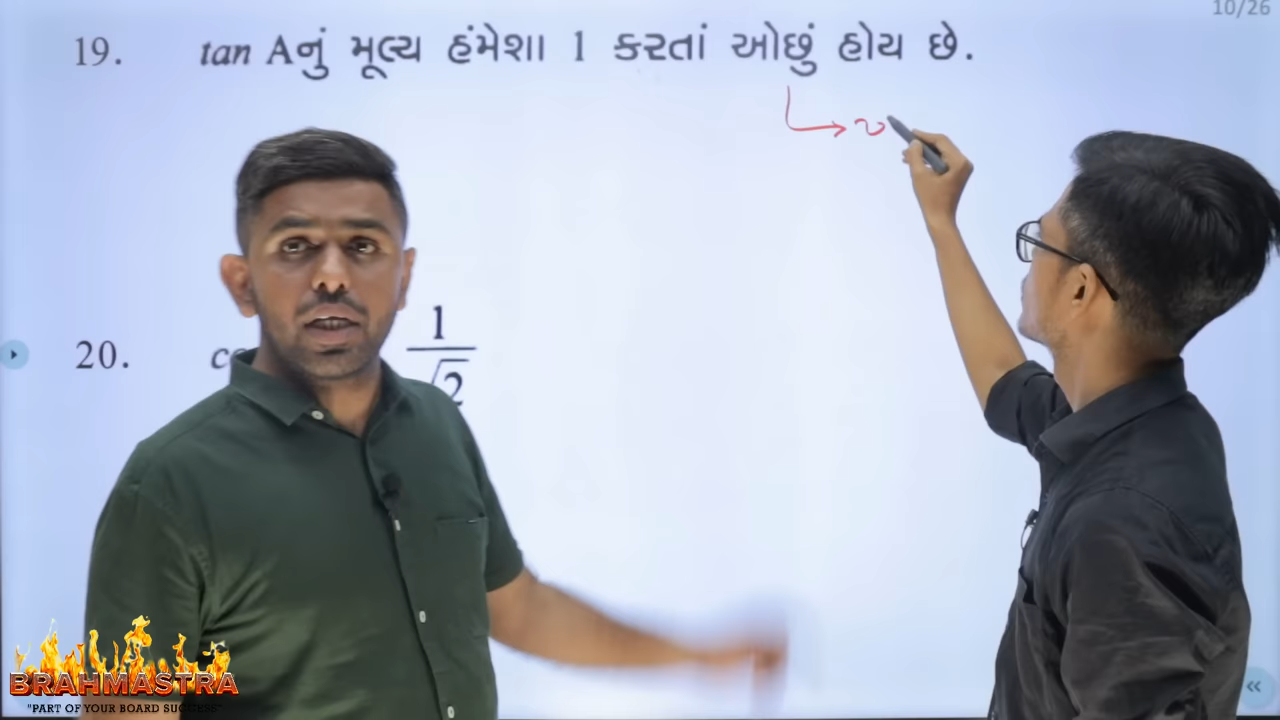 10/26
19. tan Aનું મૂલ્ય હંમેશા 1 કરતાં ઓછું હોય છે.
20. 1/√2
BRAHMASTRA
"PART OF YOUR BOARD SUCCESS"